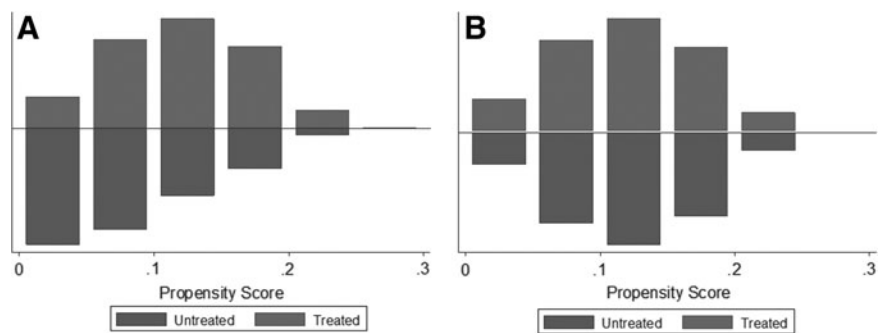 A
B
0 .1 .2 .3
Propensity Score
Untreated Treated
0 .1 .2 .3
Propensity Score
Untreated Treated